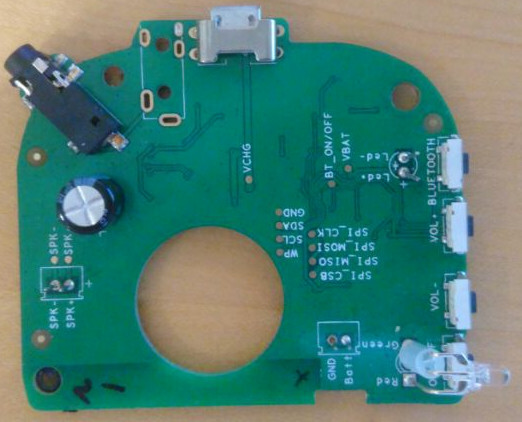 BT_ON/OFF
VBAT
Led-
Led+
BLUETOOTH
VCHG
VOL+
GND
SDA
SCL
WP
SPI_CLK
SPI_MOSI
SPI_MISO
SPI_CSB
SPK-
SPK
SPK-
SPK+
+
VOL-
Green
Red
GND
Batt